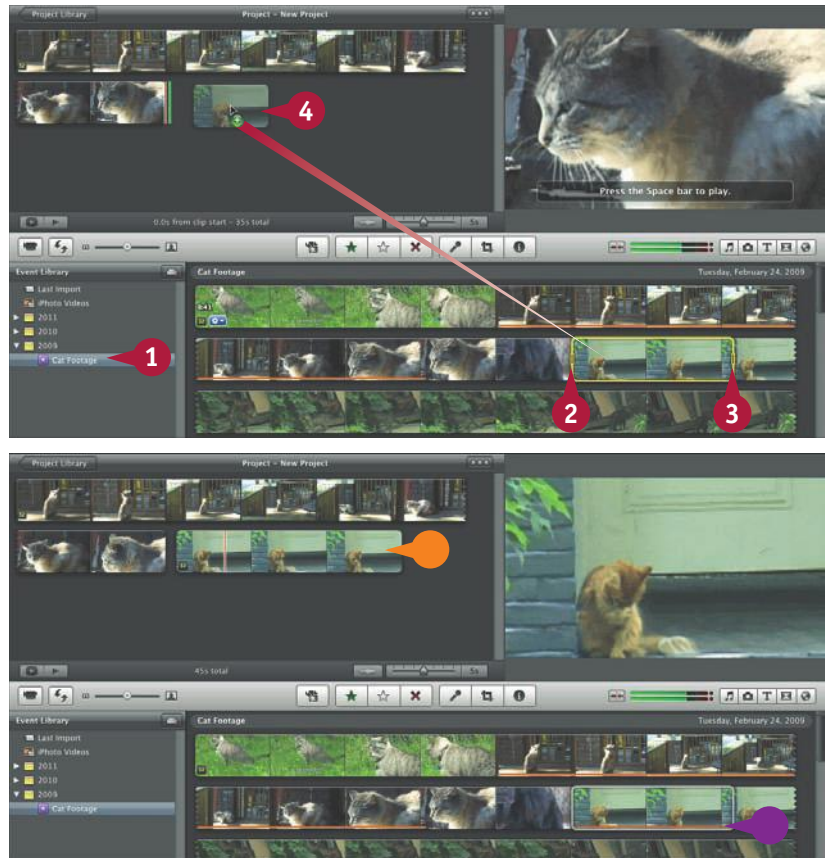 Project Library
Project - New Project
4
Press the Space bar to play.
0.0s from clip start - 35s total
5s
Event Library
Cat Footage
Tuesday, February 24, 2009
Last Import
iPhoto Videos
2011
2010
2009
Cat Footage
0:41
1
2
3
Project Library
Project - New Project
45s total
5s
Event Library
Cat Footage
Tuesday, February 24, 2009
Last Import
iPhoto Videos
2011
2010
2009
Cat Footage